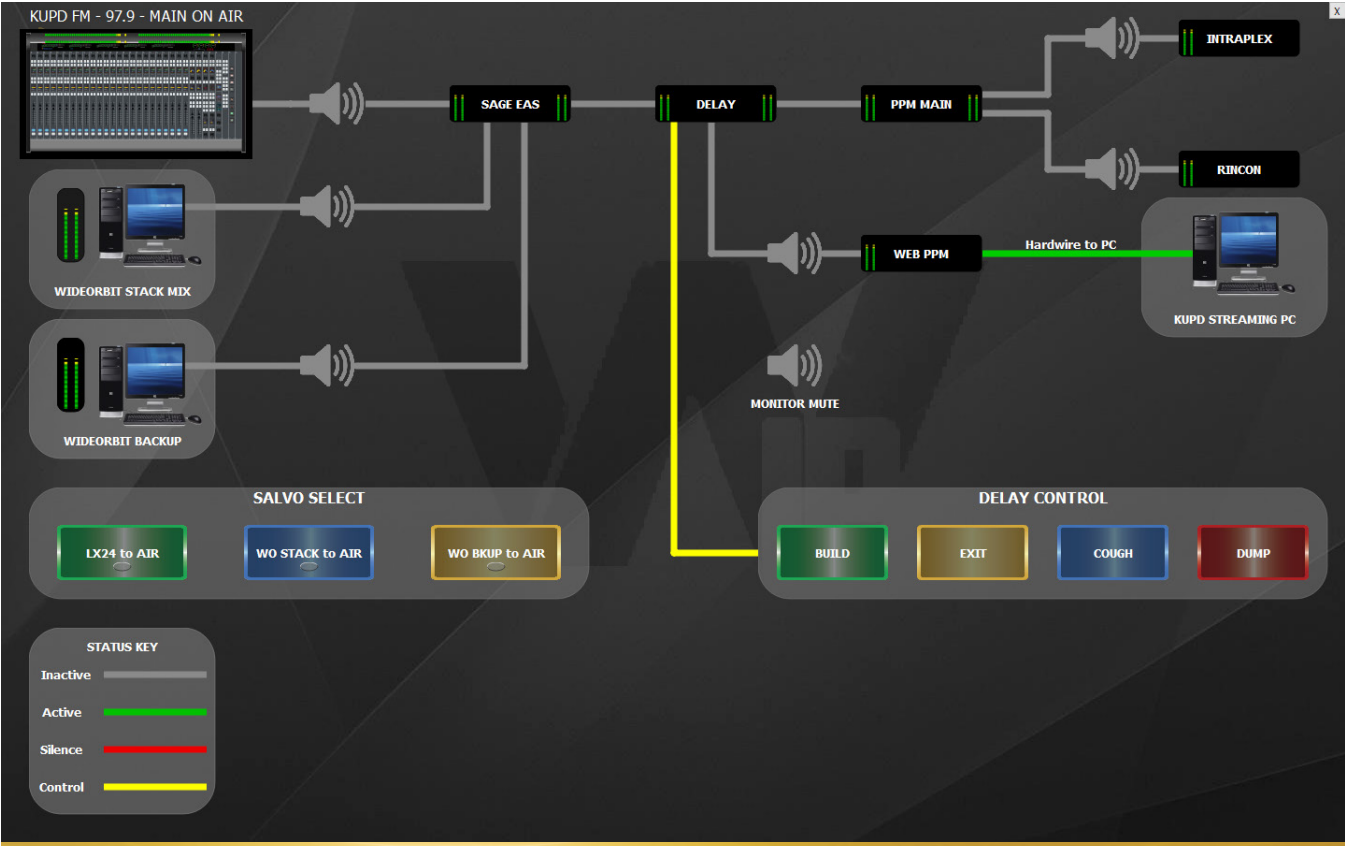 KUPD FM - 97.9 - MAIN ON AIR
X
INTRAPLEX
SAGE EAS
DELAY
PPM MAIN
RINCON
WEB PPM
Hardwire to PC
WIDEORBIT STACK MIX
KUPD STREAMING PC
MONITOR MUTE
WIDEORBIT BACKUP
SALVO SELECT
LX24 to AIR
WO STACK to AIR
WO BKUP to AIR
DELAY CONTROL
BUILD
EXIT
COUGH
DUMP
STATUS KEY
Inactive
Active
Silence
Control